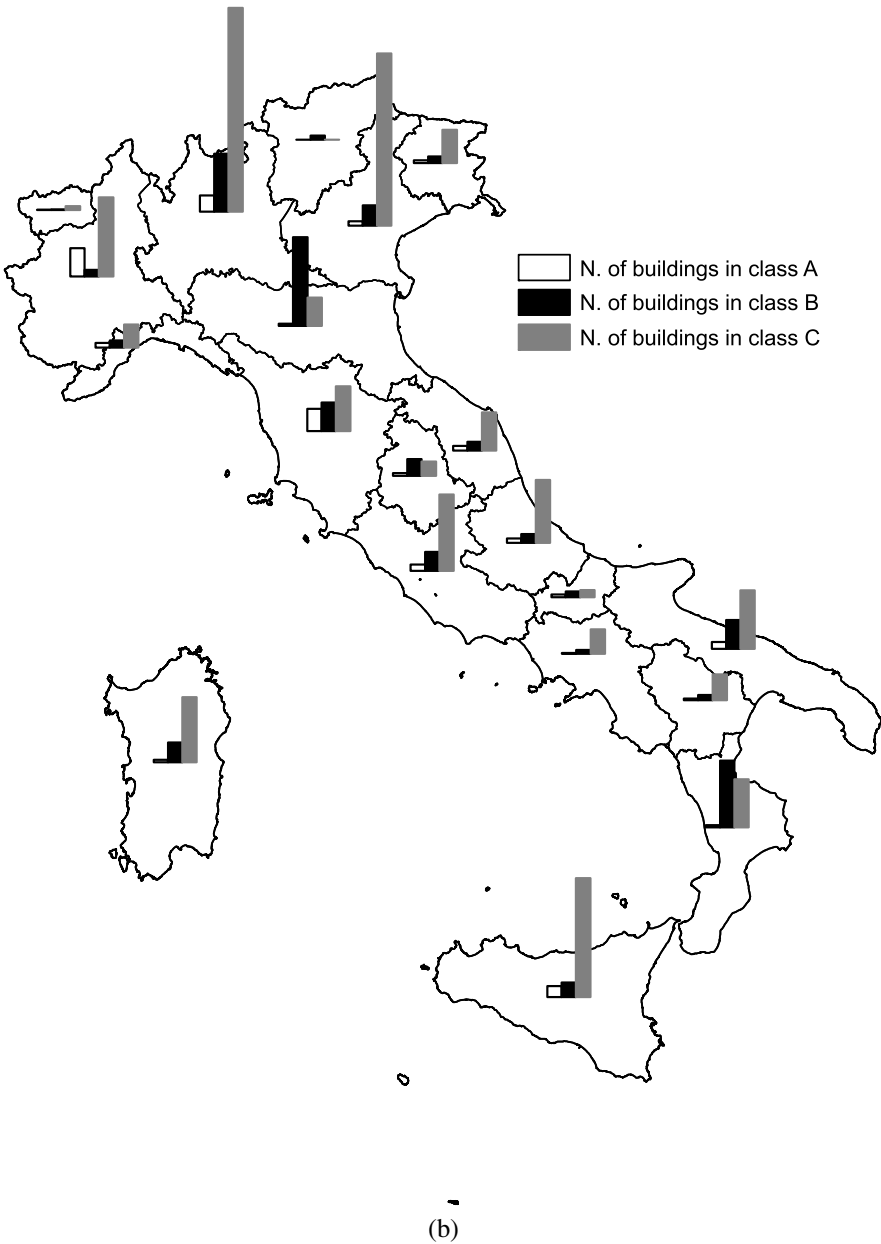 N. of buildings in class A
N. of buildings in class B
N. of buildings in class C
(b)